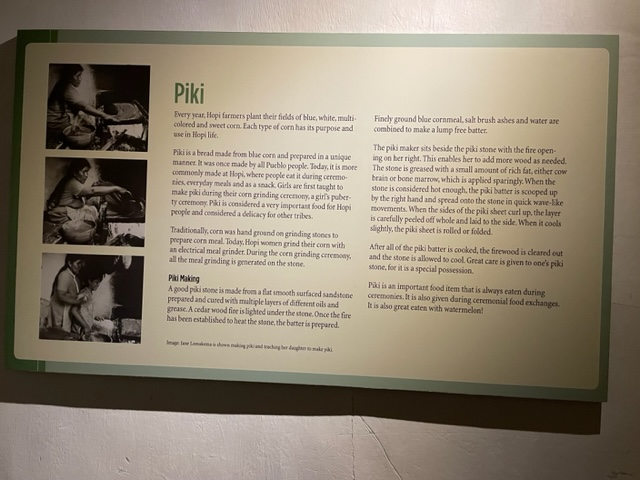 Piki
Every year, Hopi farmers plant their fields of blue, white, multi-
colored and sweet corn. Each type of corn has its purpose and
use in Hopi life.
Piki is a bread made from blue corn and prepared in a unique
manner. It was once made by all Pueblo people. Today, it is more
commonly made at Hopi, where people eat it during ceremo-
nies, everyday meals and as a snack. Girls are first taught to
make piki during their corn grinding ceremony, a girl's puber-
ty ceremony. Piki is considered a very important food for Hopi
people and considered a delicacy for other tribes.
Traditionally, corn was hand ground on grinding stones to
prepare corn meal. Today, Hopi women grind their corn with
an electrical meal grinder. During the corn grinding ceremony,
all the meal grinding is generated on the stone.
Piki Making
A good piki stone is made from a flat smooth surfaced sandstone
prepared and cured with multiple layers of different oils and
grease. A cedar wood fire is lighted under the stone. Once the fire
has been established to heat the stone, the batter is prepared.
Image: Jane Lomakema is shown making piki and teaching her daughter to make piki.
Finely ground blue cornmeal, salt brush ashes and water are
combined to make a lump free batter.
The piki maker sits beside the piki stone with the fire open-
ing on her right. This enables her to add more wood as needed.
The stone is greased with a small amount of rich fat, either cow
brain or bone marrow, which is applied sparingly. When the
stone is considered hot enough, the piki batter is scooped up
by the right hand and spread onto the stone in quick wave-like
movements. When the sides of the piki sheet curl up, the layer
is carefully peeled off whole and laid to the side. When it cools
slightly, the piki sheet is rolled or folded.
After all of the piki batter is cooked, the firewood is cleared out
and the stone is allowed to cool. Great care is given to one's piki
stone, for it is a special possession.
Piki is an important food item that is always eaten during
ceremonies. It is also given during ceremonial food exchanges.
It is also great eaten with watermelon!